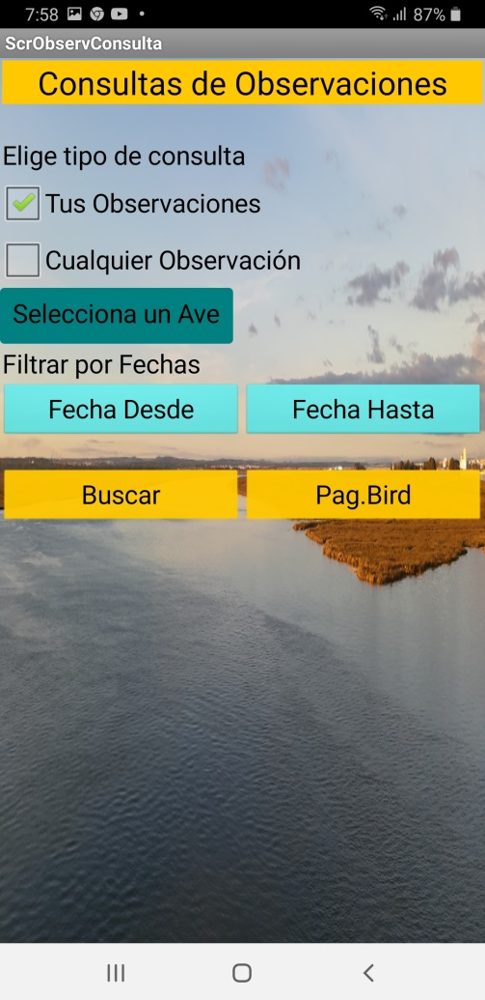 7:58 87%
ScrObservConsulta
Consultas de Observaciones
Elige tipo de consulta
Tus Observaciones
Cualquier Observación
Selecciona un Ave
Filtrar por Fechas
Fecha Desde Fecha Hasta
Buscar Pag.Bird